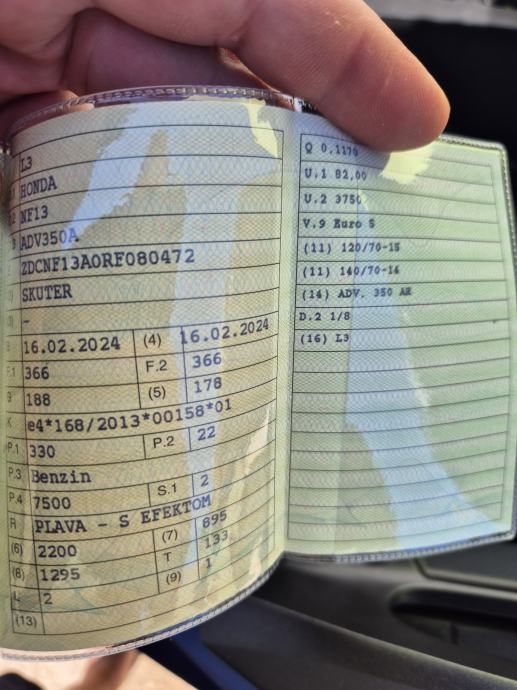 L3
HONDA
NF13
ADV350A
ZDCNF13A0RF080472
SKUTER
-
16.02.2024 (4) 16.02.2024
F.1 366 F.2 366
188 (5) 178
K e4*168/2013*00158*01
P.1 330 P.2 22
P.3 Benzin
P.4 7500 S.1 2
R PLAVA - S EFEKTOM
(6) 2200 (7) 895
(8) 1295 T 133
L 2 (9) 1
(13)
Q 0,1170
U.1 82,00
U.2 3750
V.9 Euro 5
(11) 120/70-15
(11) 140/70-14
(14) ADV. 350 AR
D.2 1/8
(16) L3